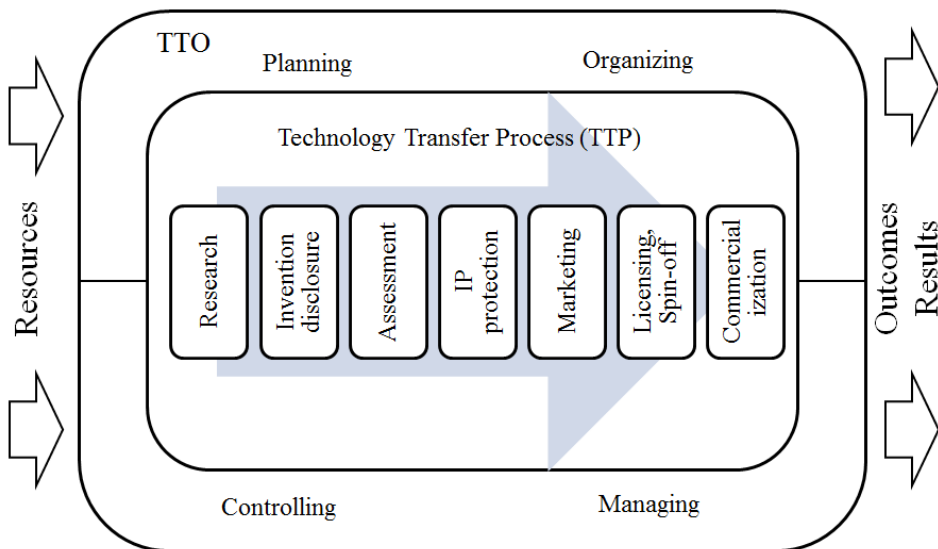 TTO
Planning
Organizing
Technology Transfer Process (TTP)
Resources
Research
Invention
disclosure
Assessment
IP
protection
Marketing
Licensing,
Spin-off
Commercial
ization
Outcomes
Results
Controlling
Managing